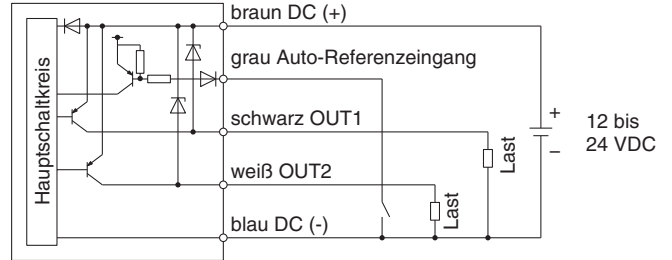 braun DC (+)
grau Auto-Referenzeingang
schwarz OUT1
weiß OUT2
blau DC (-)
Hauptschaltkreis
Last
Last
+
−
12 bis
24 VDC